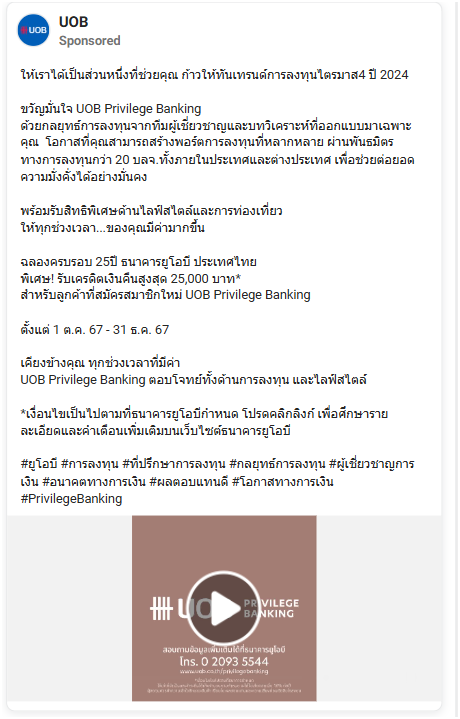 UOB
UOB
Sponsored
ให้เราได้เป็นส่วนหนึ่งที่ช่วยคุณ ก้าวให้ทันเทรนด์การลงทุนไตรมาส4 ปี 2024
ขวัญมั่นใจ UOB Privilege Banking
ด้วยกลยุทธ์การลงทุนจากทีมผู้เชี่ยวชาญและบทวิเคราะห์ที่ออกแบบมาเฉพาะ
คุณ โอกาสที่คุณสามารถสร้างพอร์ตการลงทุนที่หลากหลาย ผ่านพันธมิตร
ทางการลงทุนกว่า 20 บลจ.ทั้งภายในประเทศและต่างประเทศ เพื่อช่วยต่อยอด
ความมั่งคั่งได้อย่างมั่นคง
พร้อมรับสิทธิพิเศษด้านไลฟ์สไตล์และการท่องเที่ยว
ให้ทุกช่วงเวลา...ของคุณมีค่ามากขึ้น
ฉลองครบรอบ 25ปี ธนาคารยูโอบี ประเทศไทย
พิเศษ! รับเครดิตเงินคืนสูงสุด 25,000 บาท*
สำหรับลูกค้าที่สมัครสมาชิกใหม่ UOB Privilege Banking
ตั้งแต่ 1 ต.ค. 67 - 31 ธ.ค. 67
เคียงข้างคุณ ทุกช่วงเวลาที่มีค่า
UOB Privilege Banking ตอบโจทย์ทั้งด้านการลงทุน และไลฟ์สไตล์
*เงื่อนไขเป็นไปตามที่ธนาคารยูโอบีกำหนด โปรดคลิกลิงก์ เพื่อศึกษาราย
ละเอียดและคำเตือนเพิ่มเติมบนเว็บไซต์ธนาคารยูโอบี
#ยูโอบี #การลงทุน #ที่ปรึกษาการลงทุน #กลยุทธ์การลงทุน #ผู้เชี่ยวชาญการ
เงิน #อนาคตทางการเงิน #ผลตอบแทนดี #โอกาสทางการเงิน
#PrivilegeBanking
UOB PRIVILEGE
BANKING
สอบถามข้อมูลเพิ่มเติมได้ที่ธนาคารยูโอบี
โทร. 0 2093 5544
www.uob.co.th/privilegebanking